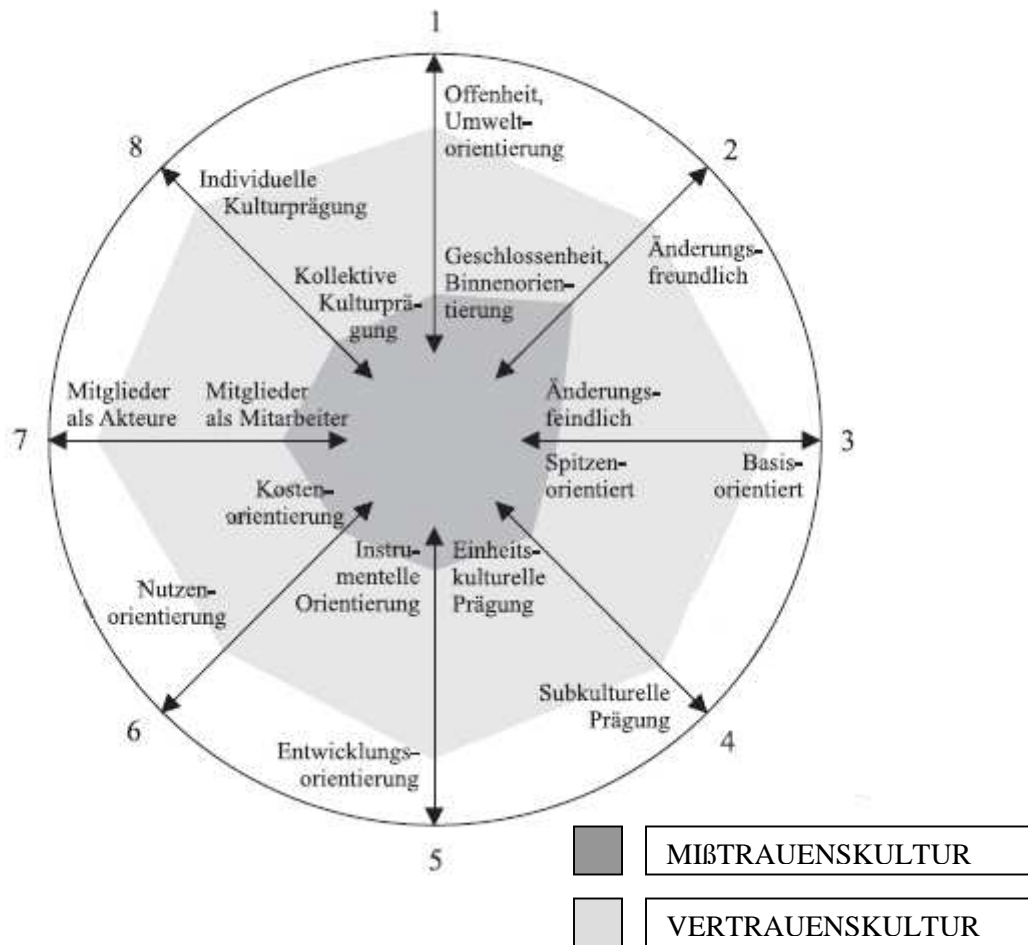 1
Offenheit,
Umwelt-
orientierung
Geschlossenheit,
Binnenorien-
tierung
2
Änderungs-
freundlich
Änderungs-
feindlich
3
Basis-
orientiert
Spitzen-
orientiert
4
Subkulturelle
Prägung
Einheits-
kulturelle
Prägung
5
Entwicklungs-
orientierung
Instru-
mentelle
Orientierung
6
Nutzen-
orientierung
Kosten-
orientierung
7
Mitglieder
als Akteure
Mitglieder
als Mitarbeiter
8
Individuelle
Kulturprägung
Kollektive
Kulturprä-
gung
MIßTRAUENSKULTUR
VERTRAUENSKULTUR